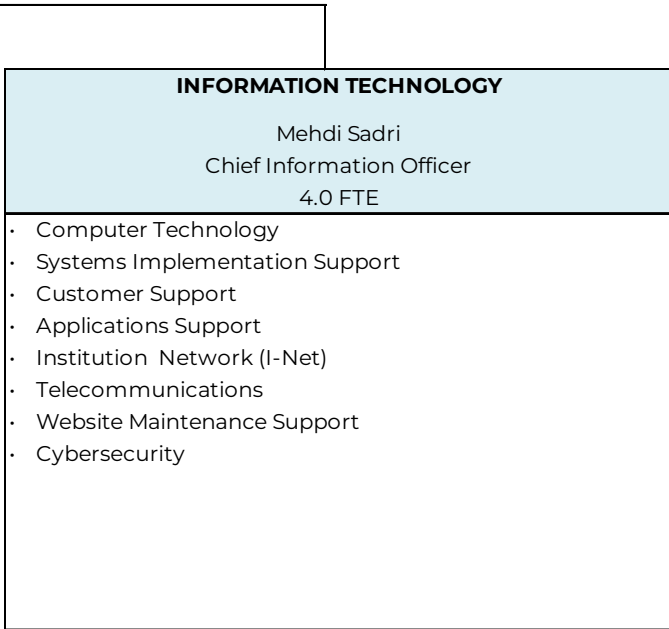 INFORMATION TECHNOLOGY
Mehdi Sadri
Chief Information Officer
4.0 FTE
· Computer Technology
· Systems Implementation Support
· Customer Support
· Applications Support
· Institution  Network (I-Net)
· Telecommunications
· Website Maintenance Support
· Cybersecurity